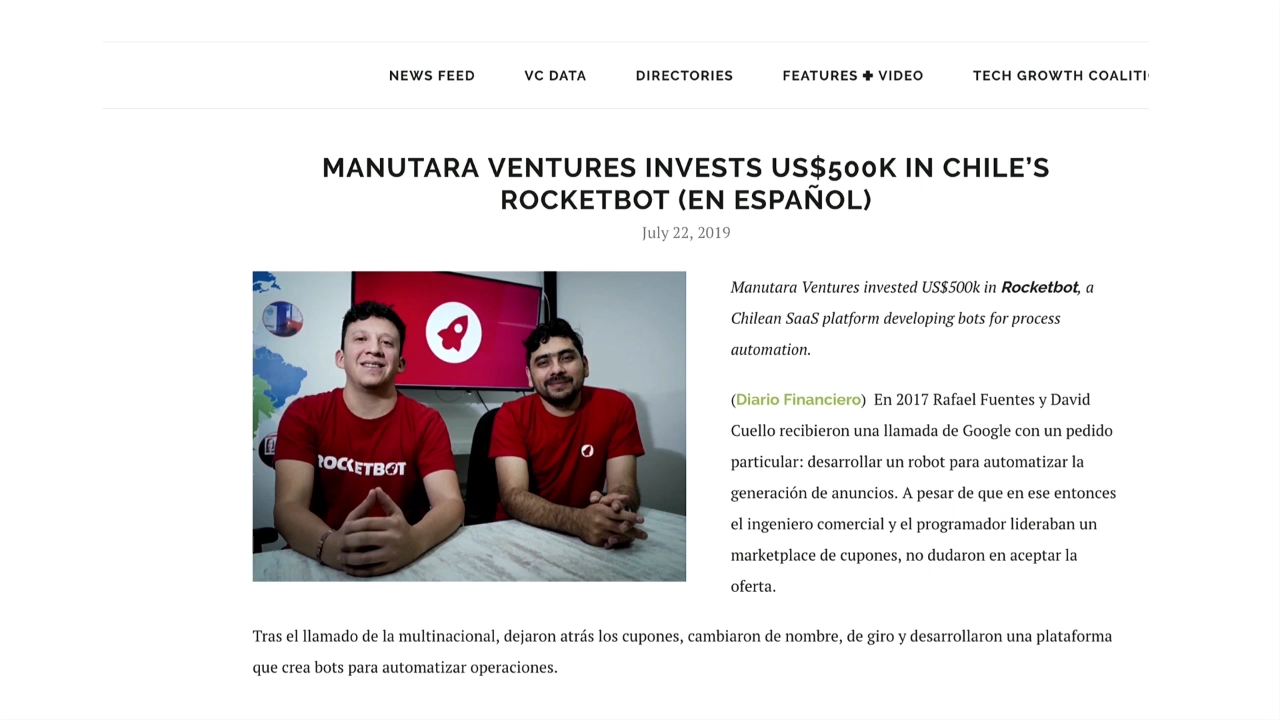 NEWS FEED VC DATA DIRECTORIES FEATURES ✚ VIDEO TECH GROWTH
MANUTARA VENTURES INVESTS US$500K IN CHILE’S
ROCKETBOT (EN ESPAÑOL)
July 22, 2019
ROCKETBOT
Manutara Ventures invested US$500k in Rocketbot, a
Chilean SaaS platform developing bots for process
automation.
(Diario Financiero) En 2017 Rafael Fuentes y David
Cuello recibieron una llamada de Google con un pedido
particular: desarrollar un robot para automatizar la
generación de anuncios. A pesar de que en ese entonces
el ingeniero comercial y el programador lideraban un
marketplace de cupones, no dudaron en aceptar la
oferta.
Tras el llamado de la multinacional, dejaron atrás los cupones, cambiaron de nombre, de giro y desarrollaron una plataforma
que crea bots para automatizar operaciones.